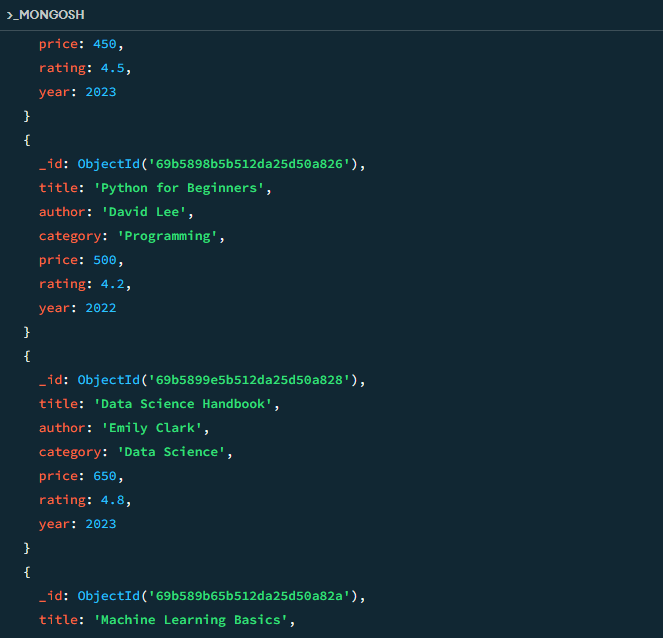 >_MONGOSH
price: 450,
rating: 4.5,
year: 2023
}
{
_id: ObjectId('69b5898b5b512da25d50a826'),
title: 'Python for Beginners',
author: 'David Lee',
category: 'Programming',
price: 500,
rating: 4.2,
year: 2022
}
{
_id: ObjectId('69b5899e5b512da25d50a828'),
title: 'Data Science Handbook',
author: 'Emily Clark',
category: 'Data Science',
price: 650,
rating: 4.8,
year: 2023
}
{
_id: ObjectId('69b589b65b512da25d50a82a'),
title: 'Machine Learning Basics',